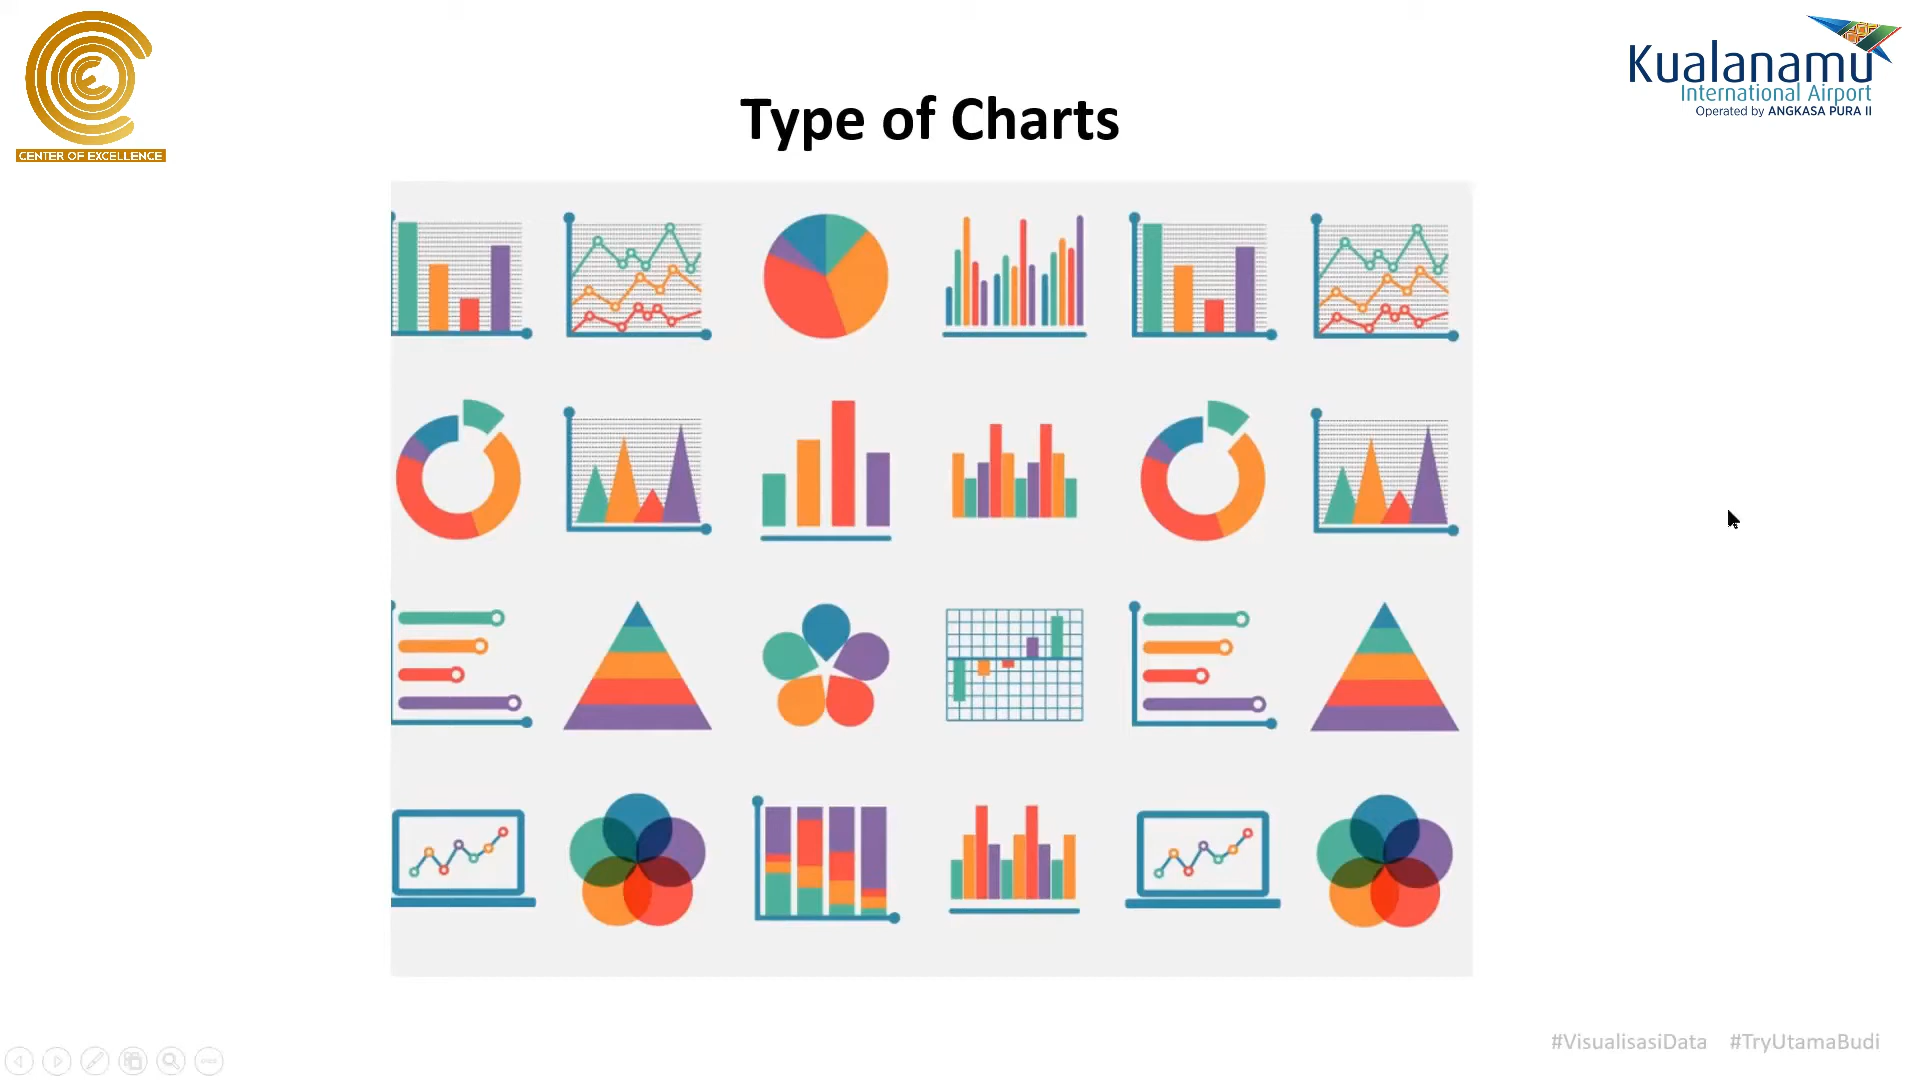 CENTER OF EXCELLENCE
Kualanamu
International Airport
Operated by ANGKASA PURA II
Type of Charts
#VisualisasiData #TryUtamaBudi